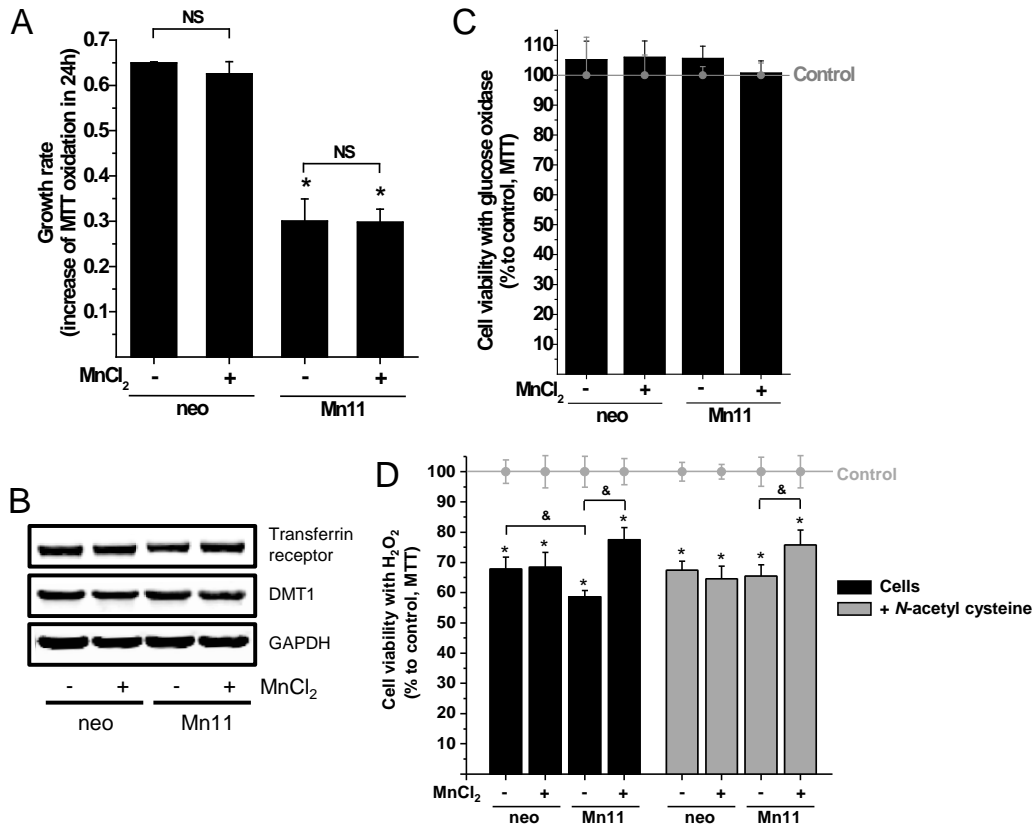 A
Growth rate
(increase of MTT oxidation in 24h)
0.7
0.6
0.5
0.4
0.3
0.2
0.1
NS
NS
*
*
MnCl2
- + - +
neo Mn11
C
Cell viability with glucose oxidase
(% to control, MTT)
110
100
90
80
70
60
50
40
30
20
10
Control
MnCl2
- + - +
neo Mn11
B
Transferrin
receptor
DMT1
GAPDH
- + - + MnCl2
neo Mn11
D
Cell viability with H2O2
(% to control, MTT)
100
90
80
70
60
50
40
30
20
10
Control
&
&
&
* * * * * * * *
Cells
+ N-acetyl cysteine
MnCl2
- + - + - + - +
neo Mn11 neo Mn11